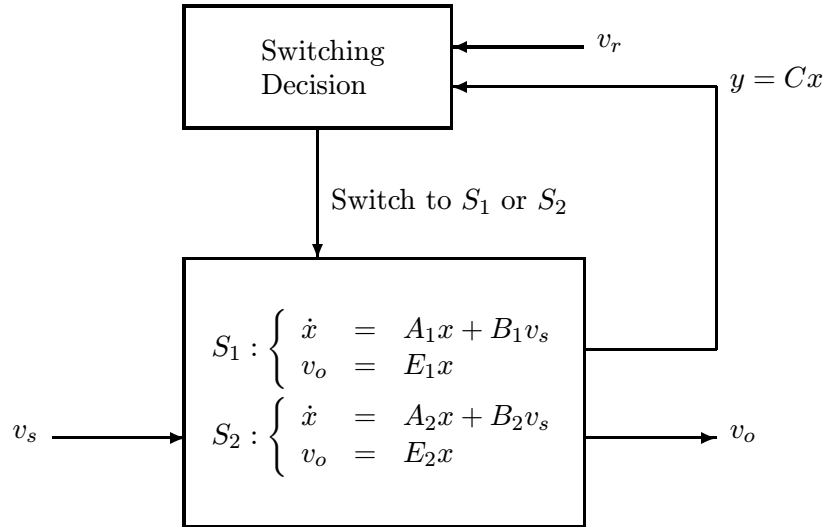 Switching
Decision
v_r
y = Cx
Switch to S_1 or S_2
S_1 : { ẋ = A_1x + B_1v_s
v_o = E_1x
S_2 : { ẋ = A_2x + B_2v_s
v_o = E_2x
v_s
v_o